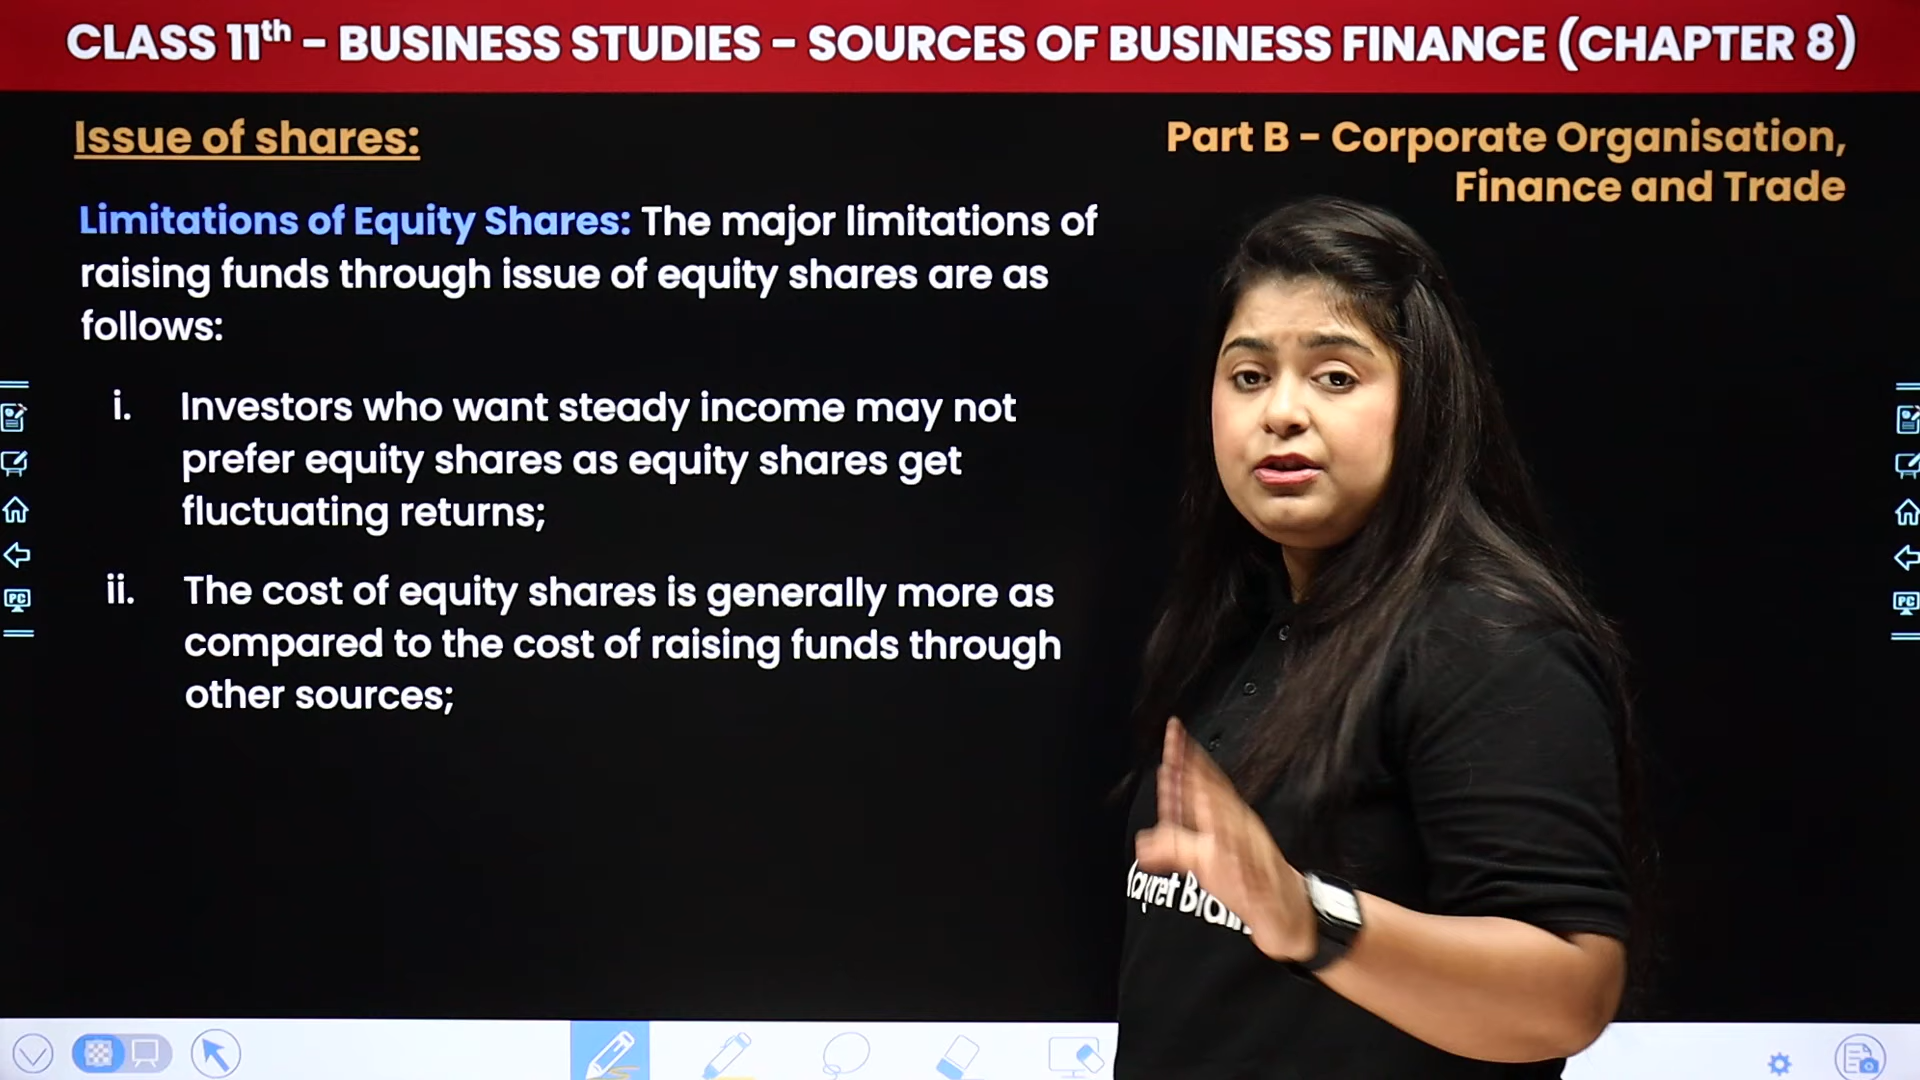 CLASS 11th – BUSINESS STUDIES – SOURCES OF BUSINESS FINANCE (CHAPTER 8)
Issue of shares:
Part B – Corporate Organisation,
Finance and Trade
Limitations of Equity Shares: The major limitations of
raising funds through issue of equity shares are as
follows:
i. Investors who want steady income may not
prefer equity shares as equity shares get
fluctuating returns;
ii. The cost of equity shares is generally more as
compared to the cost of raising funds through
other sources;
PC
PC